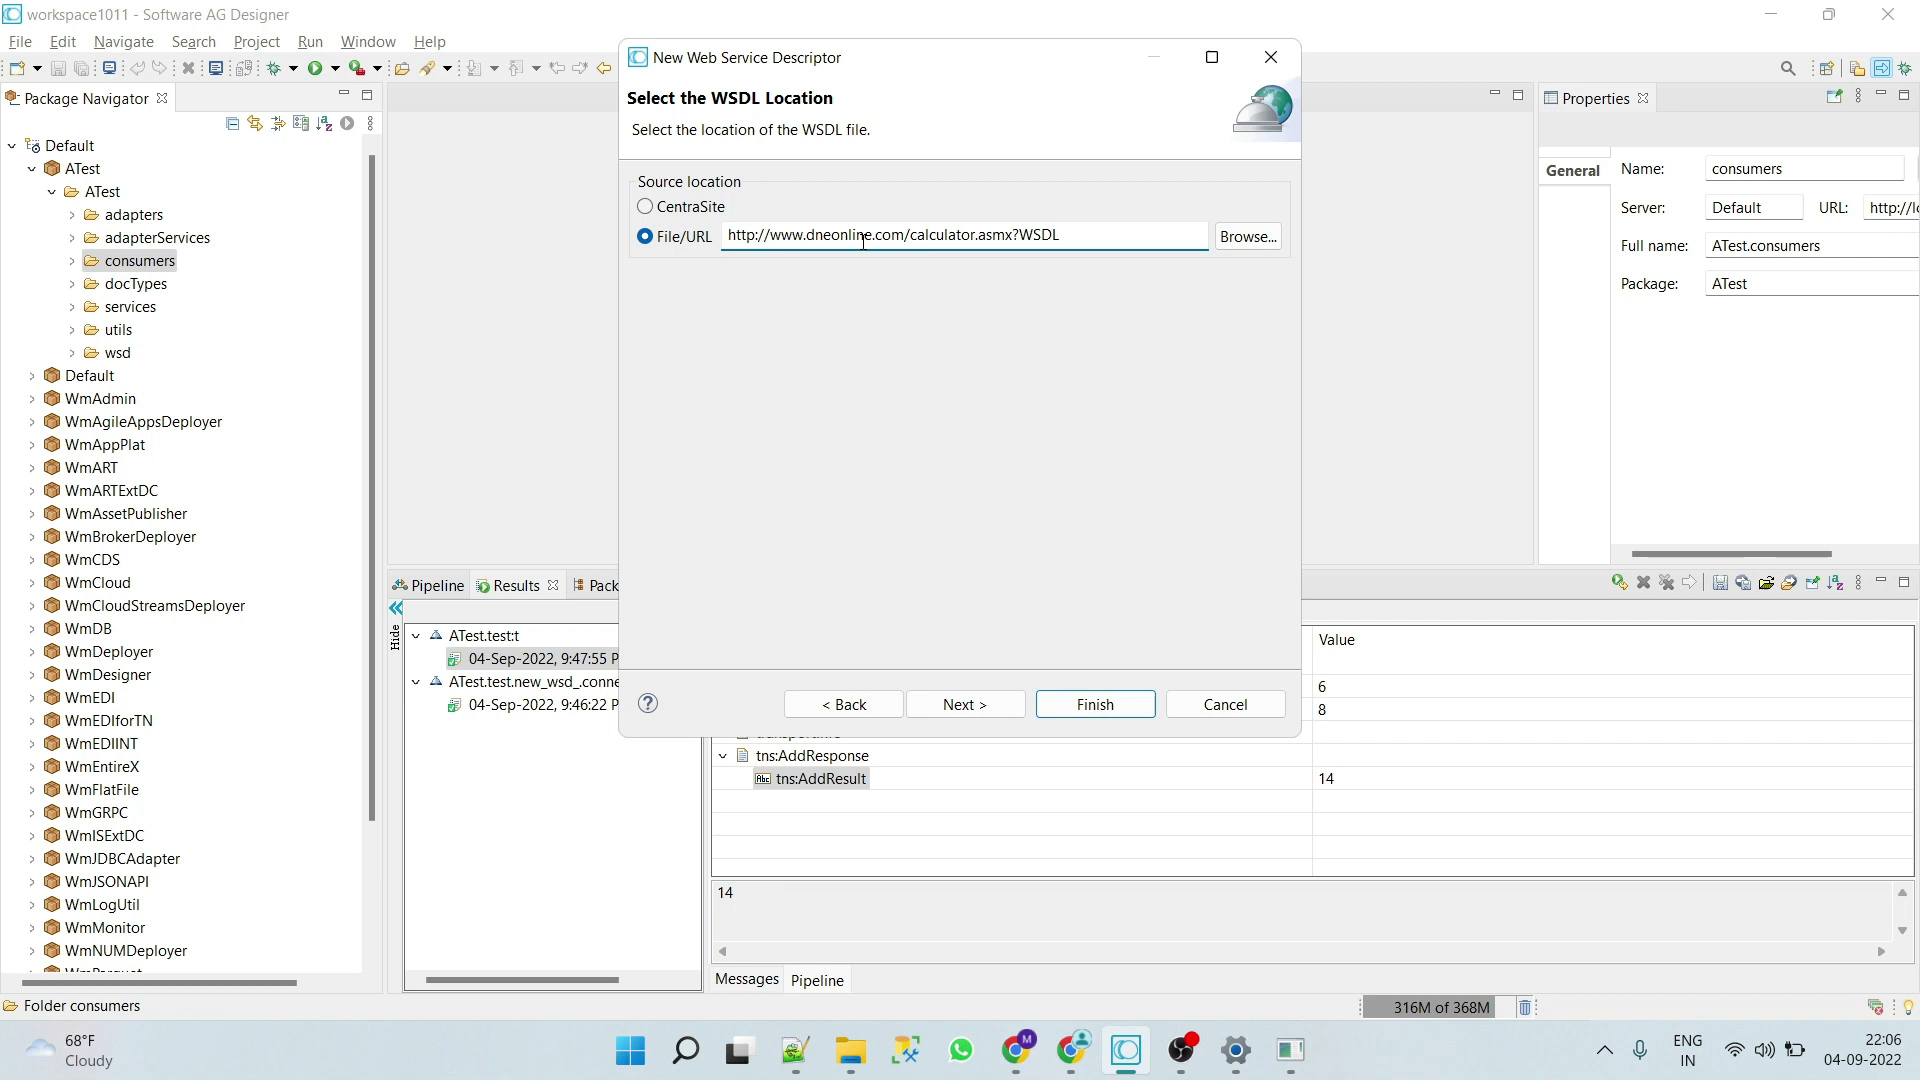 workspace1011 - Software AG Designer
File Edit Navigate Search Project Run Window Help
Package Navigator
Default
ATest
ATest
adapters
adapterServices
consumers
docTypes
services
utils
wsd
Default
WmAdmin
WmAgileAppsDeployer
WmAppPlat
WmART
WmARTExtDC
WmAssetPublisher
WmBrokerDeployer
WmCDS
WmCloud
WmCloudStreamsDeployer
WmDB
WmDeployer
WmDesigner
WmEDI
WmEDIforTN
WmEDIINT
WmEntireX
WmFlatFile
WmGRPC
WmISExtDC
WmJDBCAdapter
WmJSONAPI
WmLogUtil
WmMonitor
WmNUMDeployer
Folder consumers
New Web Service Descriptor
Select the WSDL Location
Select the location of the WSDL file.
Source location
CentraSite
File/URL http://www.dneonline.com/calculator.asmx?WSDL Browse...
< Back Next > Finish Cancel
Properties
General
Name: consumers
Server: Default URL: http://l
Full name: ATest.consumers
Package: ATest
Pipeline Results Pack
Hide
ATest.test:t
04-Sep-2022, 9:47:55 P
ATest.test.new_wsd_.conne
04-Sep-2022, 9:46:22 P
Value
6
8
tns:AddResponse
tns:AddResult 14
14
Messages Pipeline
316M of 368M
68°F
Cloudy
M
ENG
IN
22:06
04-09-2022